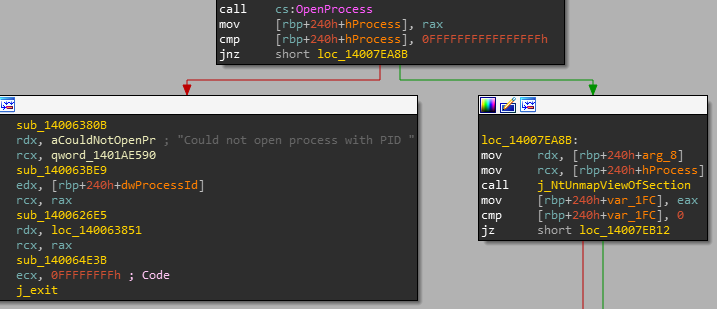 call cs:OpenProcess
mov [rbp+240h+hProcess], rax
cmp [rbp+240h+hProcess], 0FFFFFFFFFFFFFFFFh
jnz short loc_14007EA8B
sub_14006380B
rdx, aCouldNotOpenPr ; "Could not open process with PID "
rcx, qword_1401AE590
sub_140063BE9
edx, [rbp+240h+dwProcessId]
rcx, rax
sub_1400626E5
rdx, loc_140063851
rcx, rax
sub_140064E3B
ecx, 0FFFFFFFFh ; Code
j_exit
loc_14007EA8B:
mov rdx, [rbp+240h+arg_8]
mov rcx, [rbp+240h+hProcess]
call j_NtUnmapViewOfSection
mov [rbp+240h+var_1FC], eax
cmp [rbp+240h+var_1FC], 0
jz short loc_14007EB12